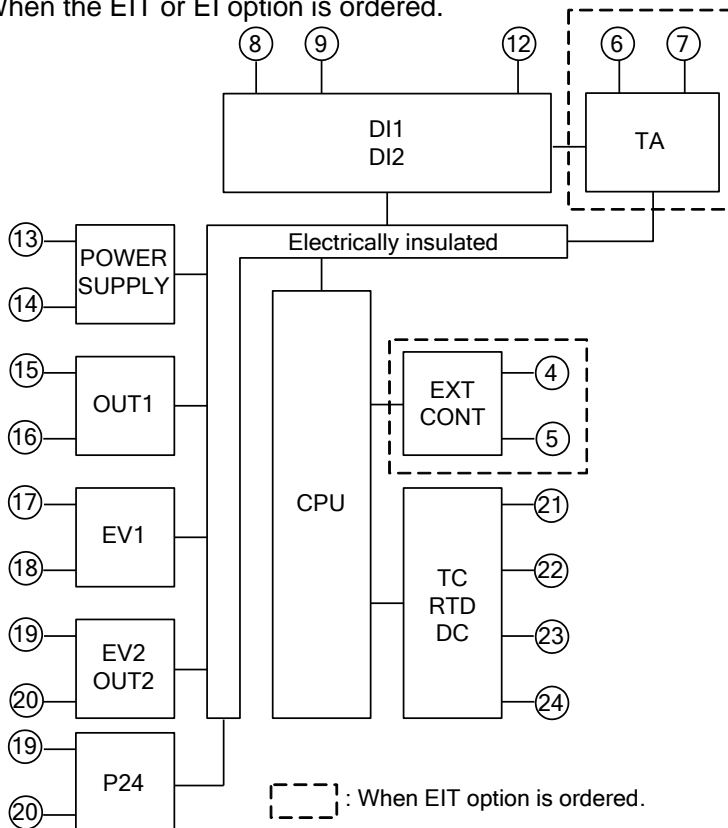 When the EIT or EI option is ordered.
8 9 12 6 7
DI1
DI2
TA
Electrically insulated
13
14
POWER
SUPPLY
15
16
OUT1
EXT
CONT
4
5
17
18
EV1
CPU
TC
RTD
DC
21
22
23
24
19
20
EV2
OUT2
19
20
P24
: When EIT option is ordered.